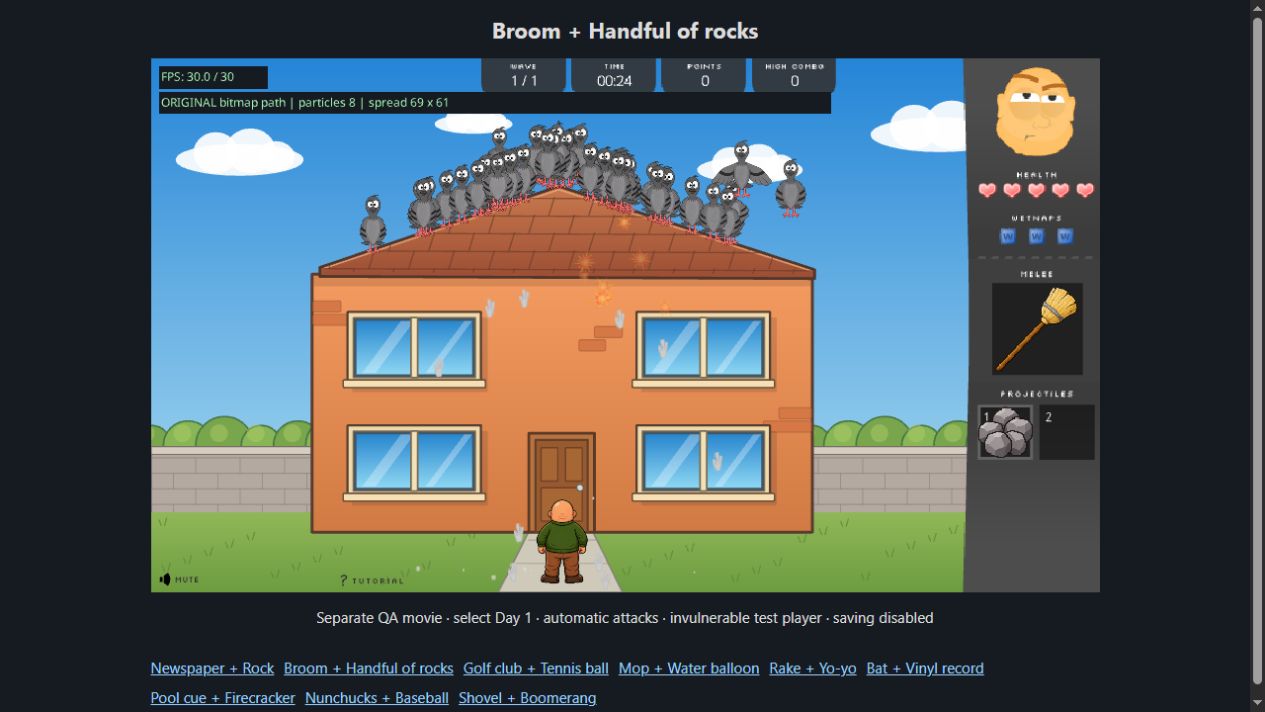 Broom + Handful of rocks
FPS: 30.0 / 30
WAVE
1 / 1
TIME
00:24
POINTS
0
HIGH COMBO
0
ORIGINAL bitmap path | particles 8 | spread 69 x 61
HEALTH
WETNAPS
W W W
MELEE
PROJECTILES
1 2
MUTE
? TUTORIAL
Separate QA movie · select Day 1 · automatic attacks · invulnerable test player · saving disabled
Newspaper + Rock Broom + Handful of rocks Golf club + Tennis ball Mop + Water balloon Rake + Yo-yo Bat + Vinyl record
Pool cue + Firecracker Nunchucks + Baseball Shovel + Boomerang